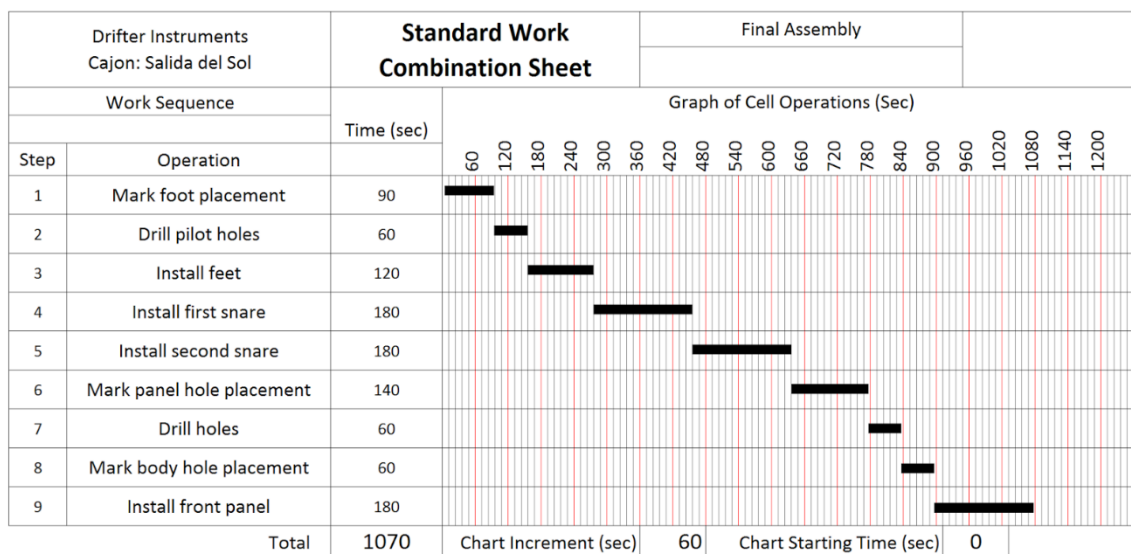 Drifter Instruments
Cajon: Salida del Sol
Standard Work
Combination Sheet
Final Assembly
Work Sequence
Time (sec)
Graph of Cell Operations (Sec)
Step Operation
60 120 180 240 300 360 420 480 540 600 660 720 780 840 900 960 1020 1080 1140 1200
1 Mark foot placement 90
2 Drill pilot holes 60
3 Install feet 120
4 Install first snare 180
5 Install second snare 180
6 Mark panel hole placement 140
7 Drill holes 60
8 Mark body hole placement 60
9 Install front panel 180
Total 1070 Chart Increment (sec) 60 Chart Starting Time (sec) 0